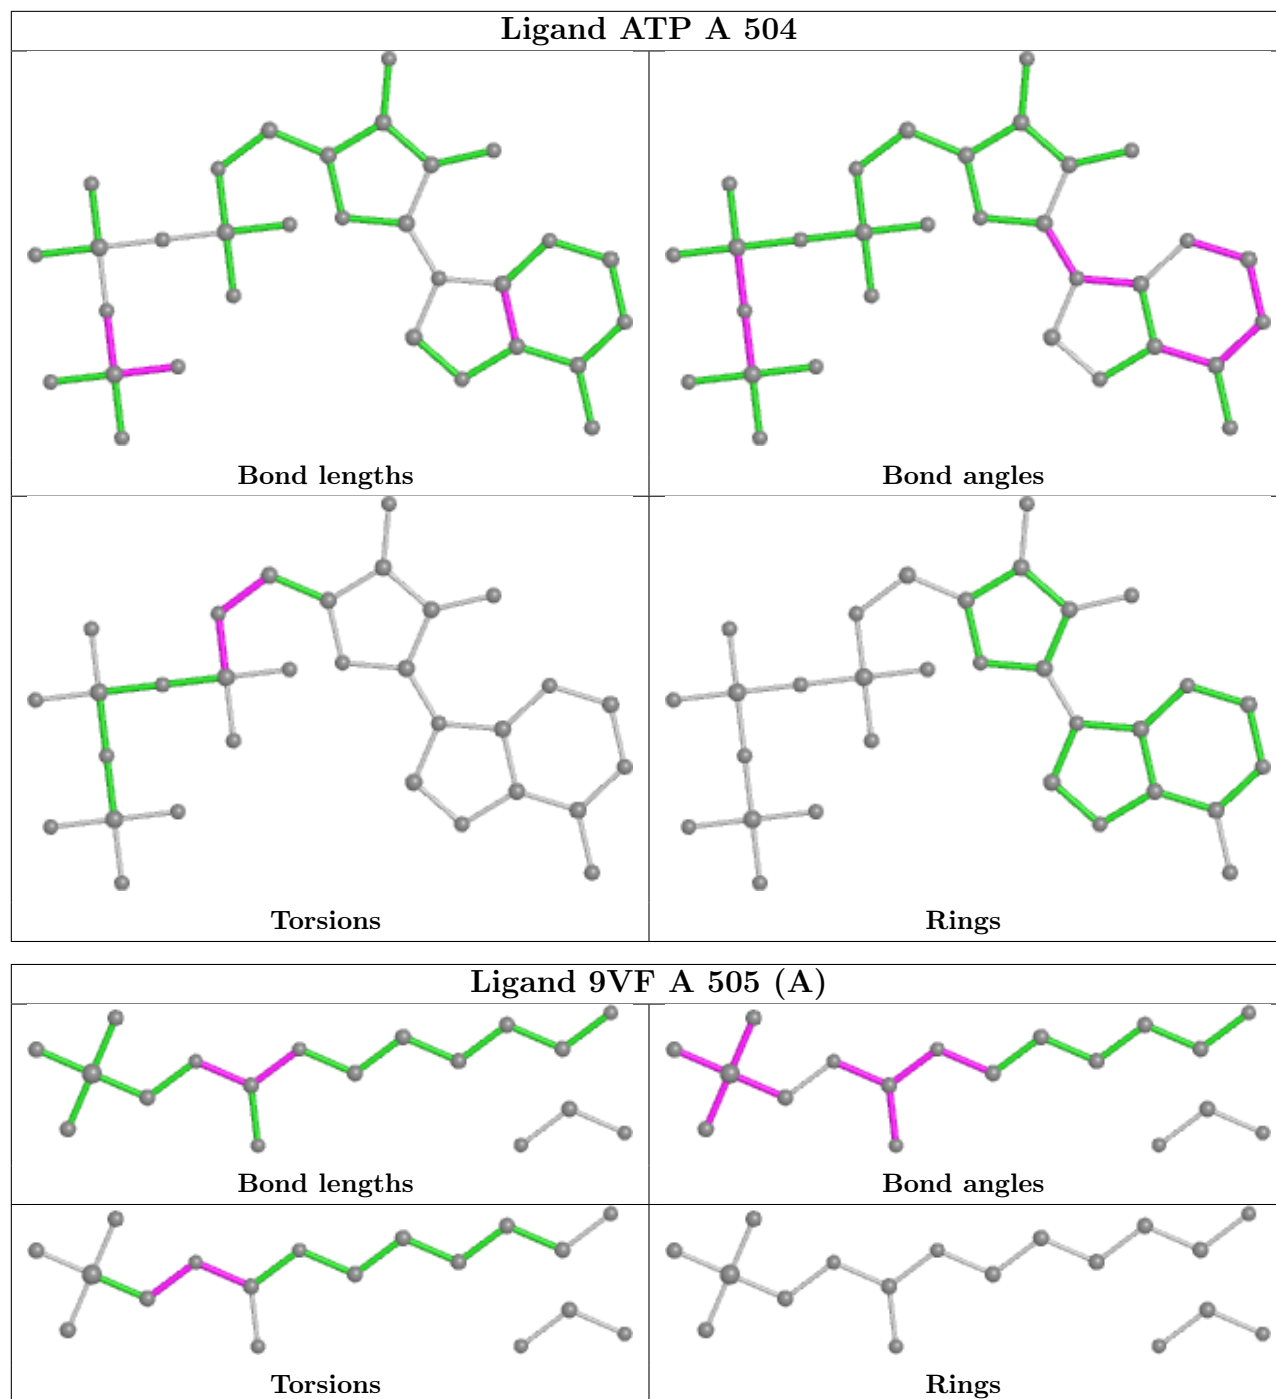 Ligand ATP A 504
Bond lengths
Bond angles
Torsions
Rings
Ligand 9VF A 505 (A)
Bond lengths
Bond angles
Torsions
Rings